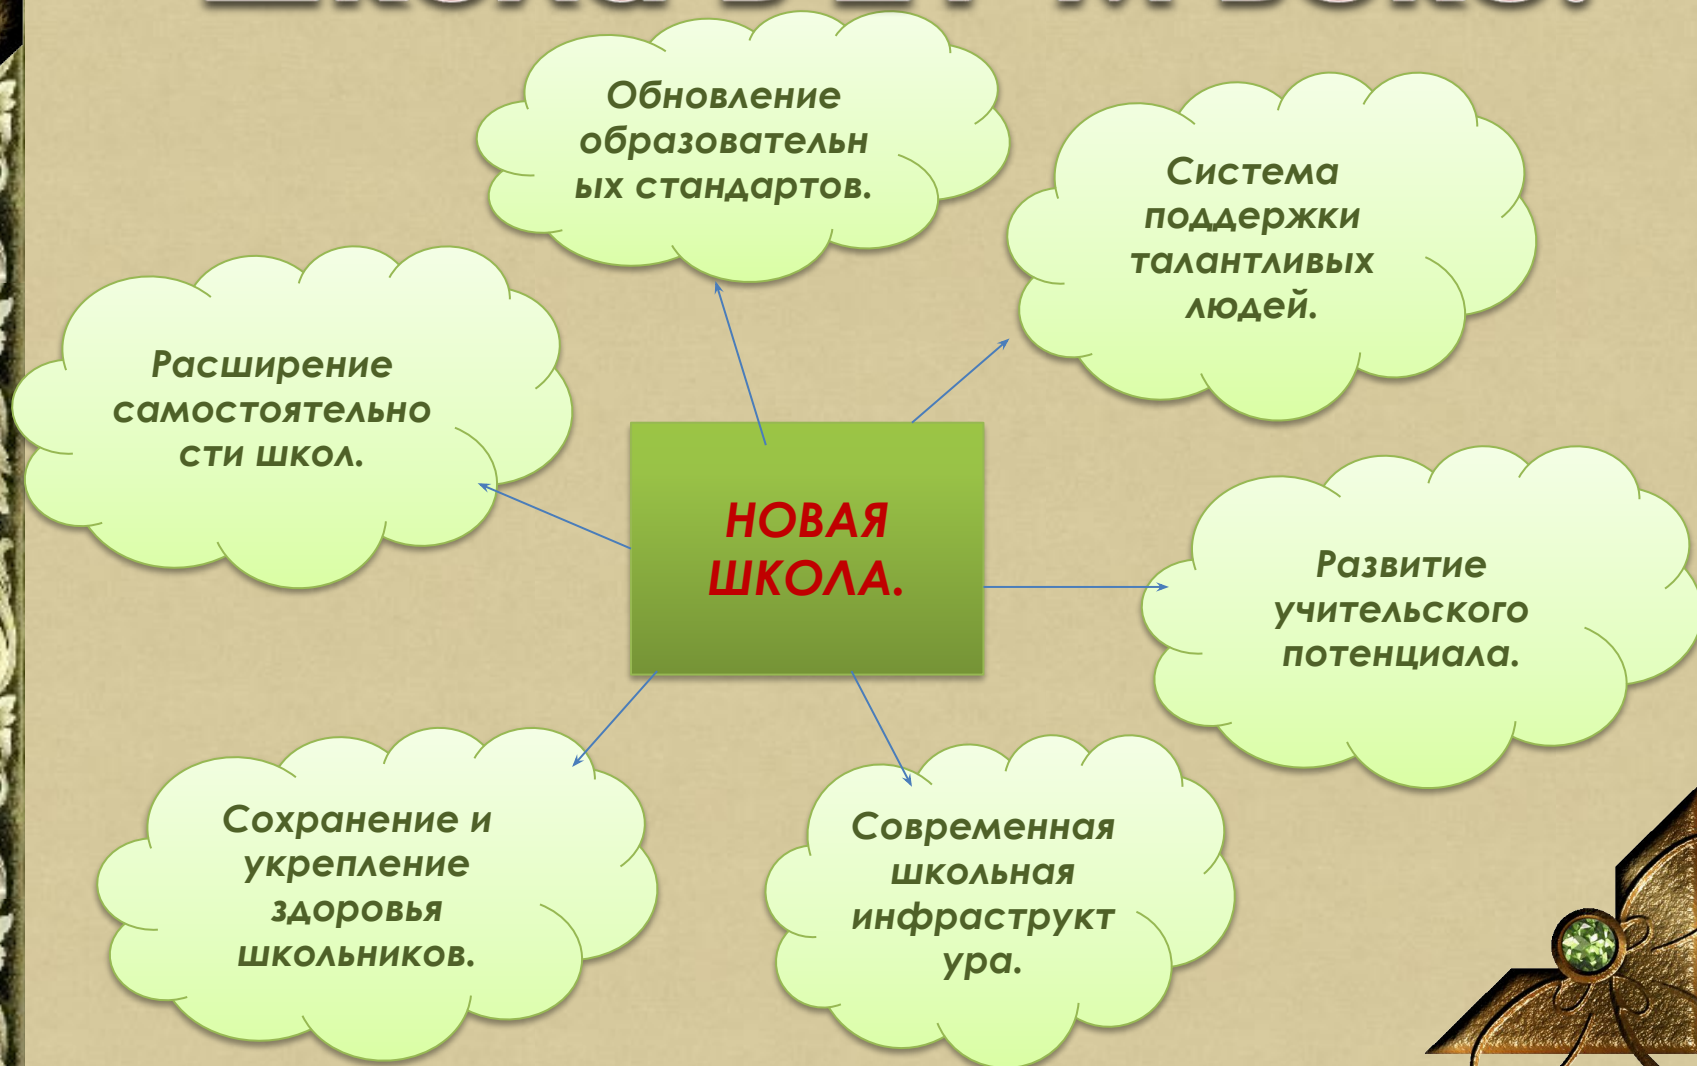 Обновление
образовательн
ых стандартов.
Система
поддержки
талантливых
людей.
Расширение
самостоятельно
сти школ.
НОВАЯ
ШКОЛА.
Развитие
учительского
потенциала.
Сохранение и
укрепление
здоровья
школьников.
Современная
школьная
инфраструкт
ура.